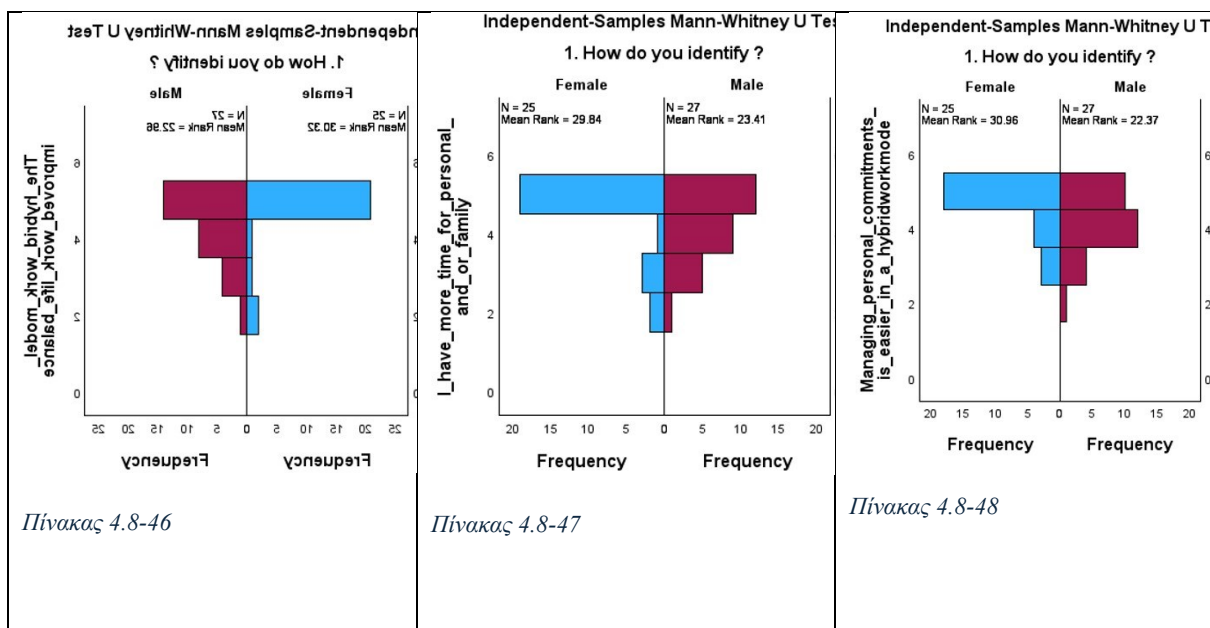 ndependent-Samples Mann-Whitney U Test
1. How do you identify ?
Female Male
N = 25
Mean Rank = 30.32
N = 27
Mean Rank = 22.96
The_hybrid_work_model_
improved_work_life_balance
6
4
2
0
25 20 15 10 5 0 5 10 15 20 25
Frequency Frequency
Πίνακας 4.8-46
Independent-Samples Mann-Whitney U Tes
1. How do you identify ?
Female Male
N = 25
Mean Rank = 29.84
N = 27
Mean Rank = 23.41
I_have_more_time_for_personal_
and_or_family
6
4
2
0
20 15 10 5 0 5 10 15 20
Frequency Frequency
Πίνακας 4.8-47
Independent-Samples Mann-Whitney U T
1. How do you identify ?
Female Male
N = 25
Mean Rank = 30.96
N = 27
Mean Rank = 22.37
Managing_personal_commitments_
is_easier_in_a_hybridworkmode
6
4
2
0
6
4
2
0
20 15 10 5 0 5 10 15 20
Frequency Frequency
Πίνακας 4.8-48